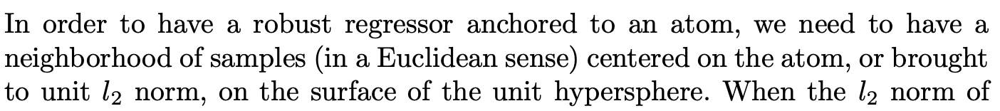 In order to have a robust regressor anchored to an atom, we need to have a
neighborhood of samples (in a Euclidean sense) centered on the atom, or brought
to unit l₂ norm, on the surface of the unit hypersphere. When the l₂ norm of